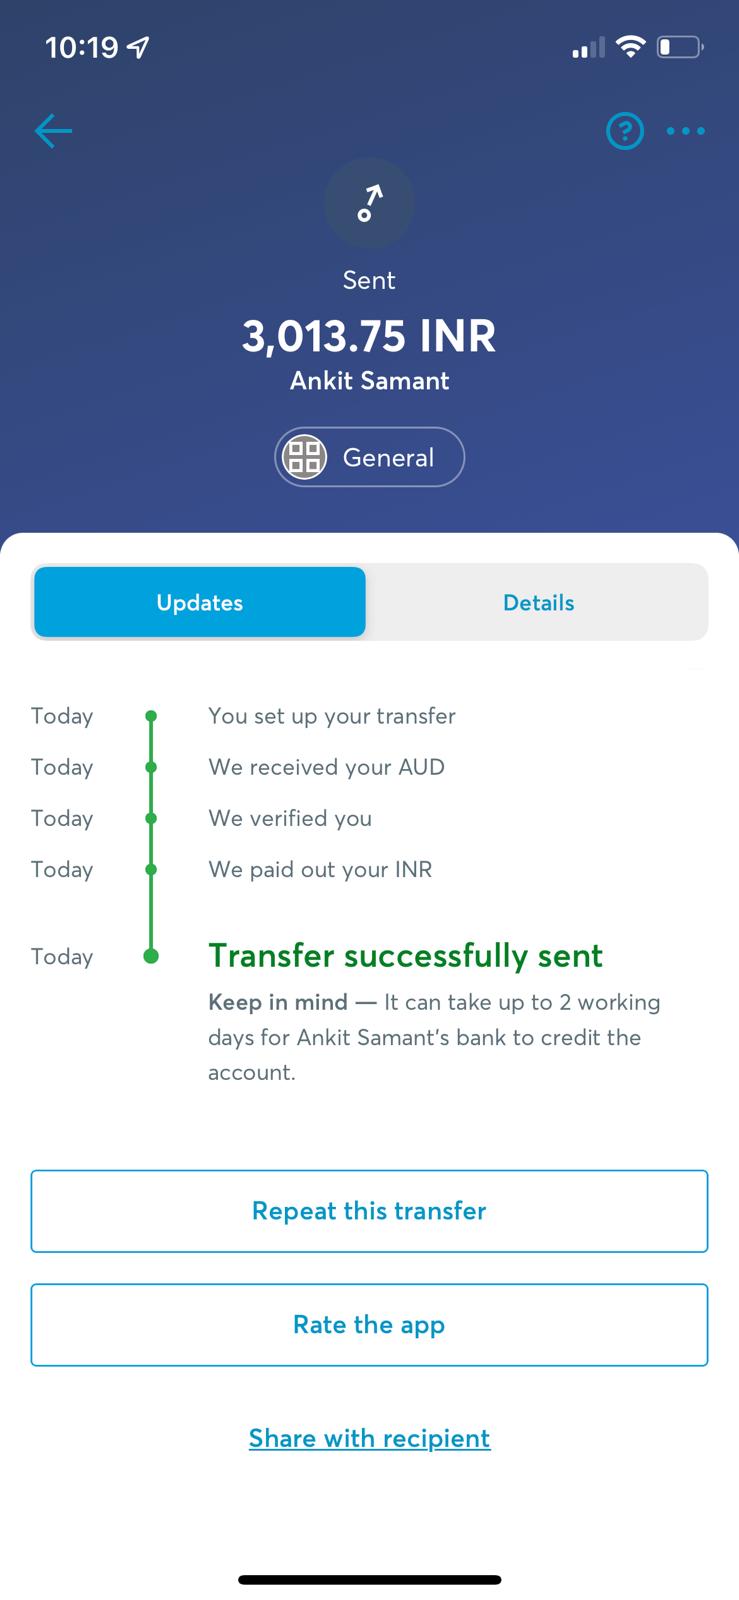 10:19
Sent
3,013.75 INR
Ankit Samant
General
Updates
Details
Today
You set up your transfer
Today
We received your AUD
Today
We verified you
Today
We paid out your INR
Today
Transfer successfully sent
Keep in mind — It can take up to 2 working
days for Ankit Samant's bank to credit the
account.
Repeat this transfer
Rate the app
Share with recipient